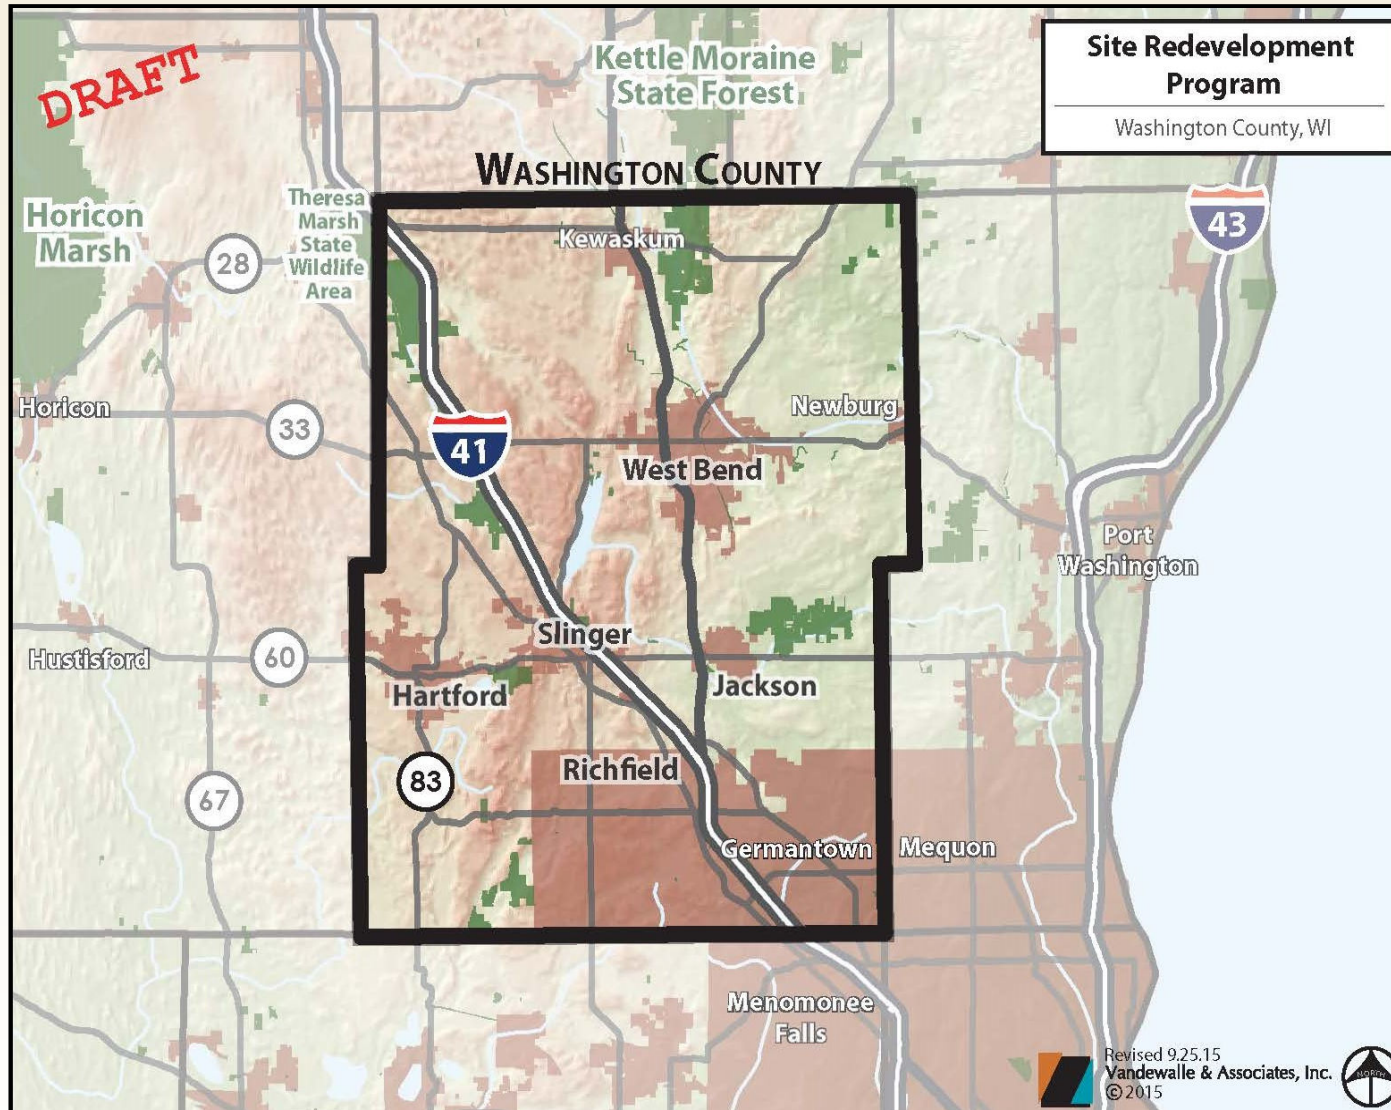 DRAFT
Kettle Moraine
State Forest
Site Redevelopment
Program
Washington County, WI
WASHINGTON COUNTY
Horicon
Marsh
28
Theresa
Marsh
State
Wildlife
Area
Kewaskum
43
Horicon
33
41
West Bend
Newburg
Port
Washington
Hustisford
60
Slinger
Hartford
Jackson
67
83
Richfield
Germantown
Mequon
Menomonee
Falls
Revised 9.25.15
Vandewalle & Associates, Inc.
©2015
NORTH